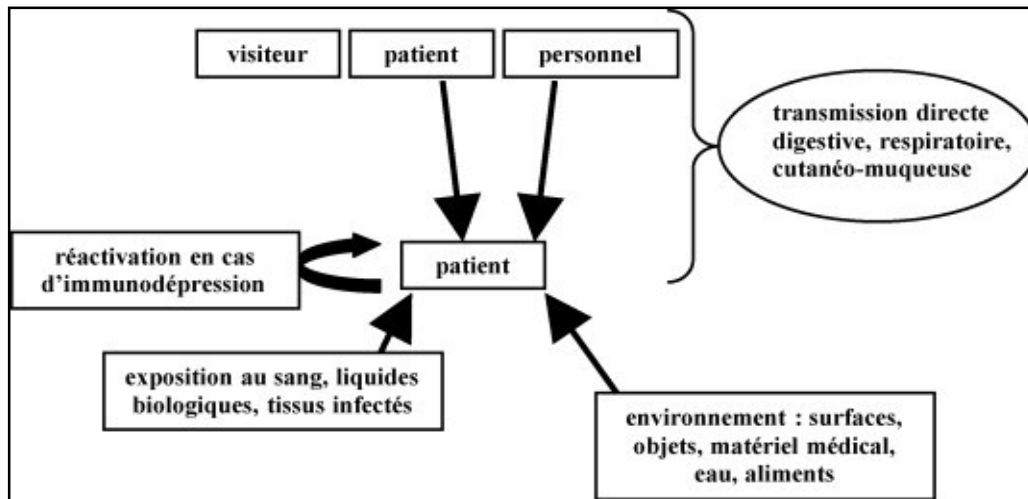 visiteur
patient
personnel
transmission directe
digestive, respiratoire,
cutanéo-muqueuse
réactivation en cas
d'immunodépression
patient
exposition au sang, liquides
biologiques, tissus infectés
environnement : surfaces,
objets, matériel médical,
eau, aliments